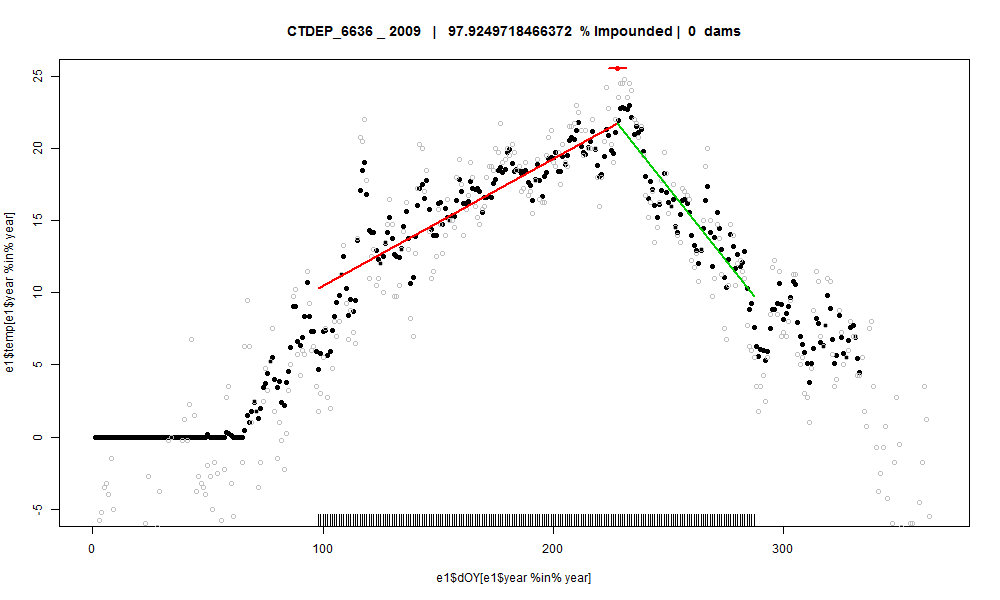 CTDEP_6636 _ 2009 | 97.9249718466372 % Impounded | 0 dams
25
20
15
10
5
0
-5
e1$temp[e1$year %in% year]
0 100 200 300
e1$dOY[e1$year %in% year]